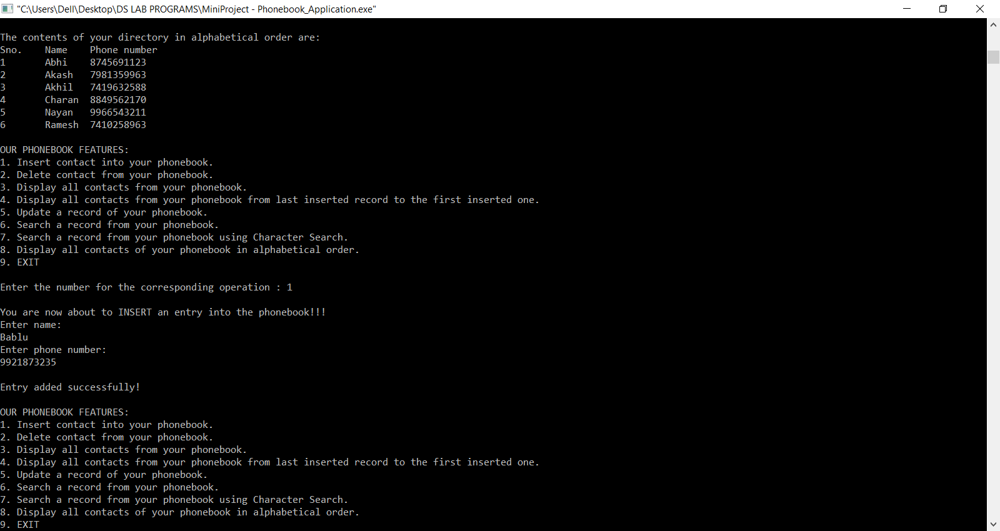 "C:\Users\Dell\Desktop\DS LAB PROGRAMS\MiniProject - Phonebook_Application.exe"
The contents of your directory in alphabetical order are:
Sno. Name Phone number
1 Abhi 8745691123
2 Akash 7981359963
3 Akhil 7419632588
4 Charan 8849562170
5 Nayan 9966543211
6 Ramesh 7410258963
OUR PHONEBOOK FEATURES:
1. Insert contact into your phonebook.
2. Delete contact from your phonebook.
3. Display all contacts from your phonebook.
4. Display all contacts from your phonebook from last inserted record to the first inserted one.
5. Update a record of your phonebook.
6. Search a record from your phonebook.
7. Search a record from your phonebook using Character Search.
8. Display all contacts of your phonebook in alphabetical order.
9. EXIT
Enter the number for the corresponding operation : 1
You are now about to INSERT an entry into the phonebook!!!
Enter name:
Bablu
Enter phone number:
9921873235
Entry added successfully!
OUR PHONEBOOK FEATURES:
1. Insert contact into your phonebook.
2. Delete contact from your phonebook.
3. Display all contacts from your phonebook.
4. Display all contacts from your phonebook from last inserted record to the first inserted one.
5. Update a record of your phonebook.
6. Search a record from your phonebook.
7. Search a record from your phonebook using Character Search.
8. Display all contacts of your phonebook in alphabetical order.
9. EXIT